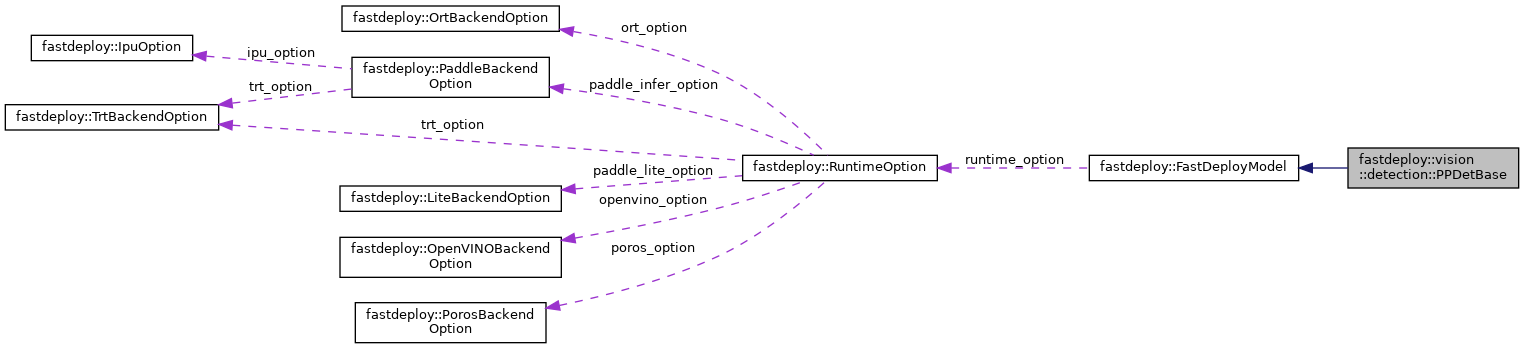 fastdeploy::OrtBackendOption
ort_option
fastdeploy::IpuOption
ipu_option
fastdeploy::PaddleBackend
Option
paddle_infer_option
trt_option
fastdeploy::TrtBackendOption
trt_option
fastdeploy::RuntimeOption
runtime_option
fastdeploy::FastDeployModel
fastdeploy::vision
::detection::PPDetBase
paddle_lite_option
fastdeploy::LiteBackendOption
openvino_option
fastdeploy::OpenVINOBackend
Option
poros_option
fastdeploy::PorosBackend
Option